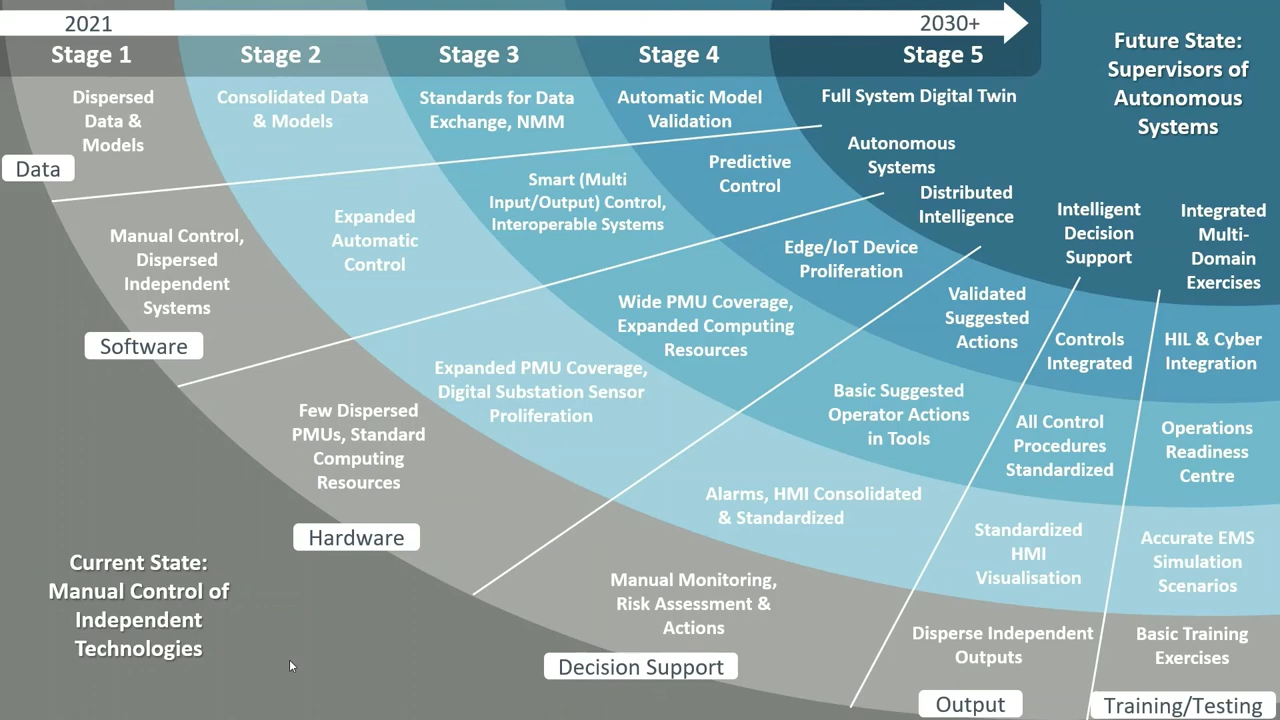 2021
2030+
Stage 1
Stage 2
Stage 3
Stage 4
Stage 5
Future State:
Supervisors of
Autonomous
Systems
Dispersed
Data &
Models
Consolidated Data
& Models
Standards for Data
Exchange, NMM
Automatic Model
Validation
Full System Digital Twin
Data
Manual Control,
Dispersed
Independent
Systems
Expanded
Automatic
Control
Smart (Multi
Input/Output) Control,
Interoperable Systems
Predictive
Control
Autonomous
Systems
Software
Few Dispersed
PMUs, Standard
Computing
Resources
Expanded PMU Coverage,
Digital Substation Sensor
Proliferation
Wide PMU Coverage,
Expanded Computing
Resources
Edge/IoT Device
Proliferation
Distributed
Intelligence
Hardware
Manual Monitoring,
Risk Assessment &
Actions
Alarms, HMI Consolidated
& Standardized
Basic Suggested
Operator Actions
in Tools
Validated
Suggested
Actions
Intelligent
Decision
Support
Decision Support
Disperse Independent
Outputs
Standardized
HMI
Visualisation
All Control
Procedures
Standardized
Controls
Integrated
Output
Basic Training
Exercises
Accurate EMS
Simulation
Scenarios
Operations
Readiness
Centre
HIL & Cyber
Integration
Integrated
Multi-
Domain
Exercises
Training/Testing
Current State:
Manual Control of
Independent
Technologies